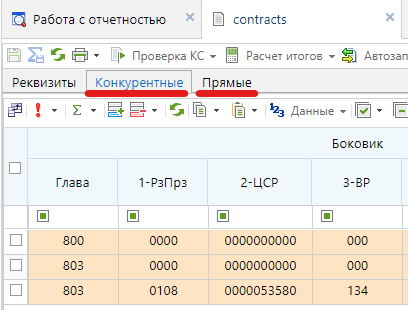 Работа с отчетностью contracts
Проверка КС Расчет итогов
Реквизиты Конкурентные Прямые
Данные
Боковик
Глава 1-РзПрз 2-ЦСР 3-ВР
800 0000 0000000000 000
803 0000 0000000000 000
803 0108 0000053580 134